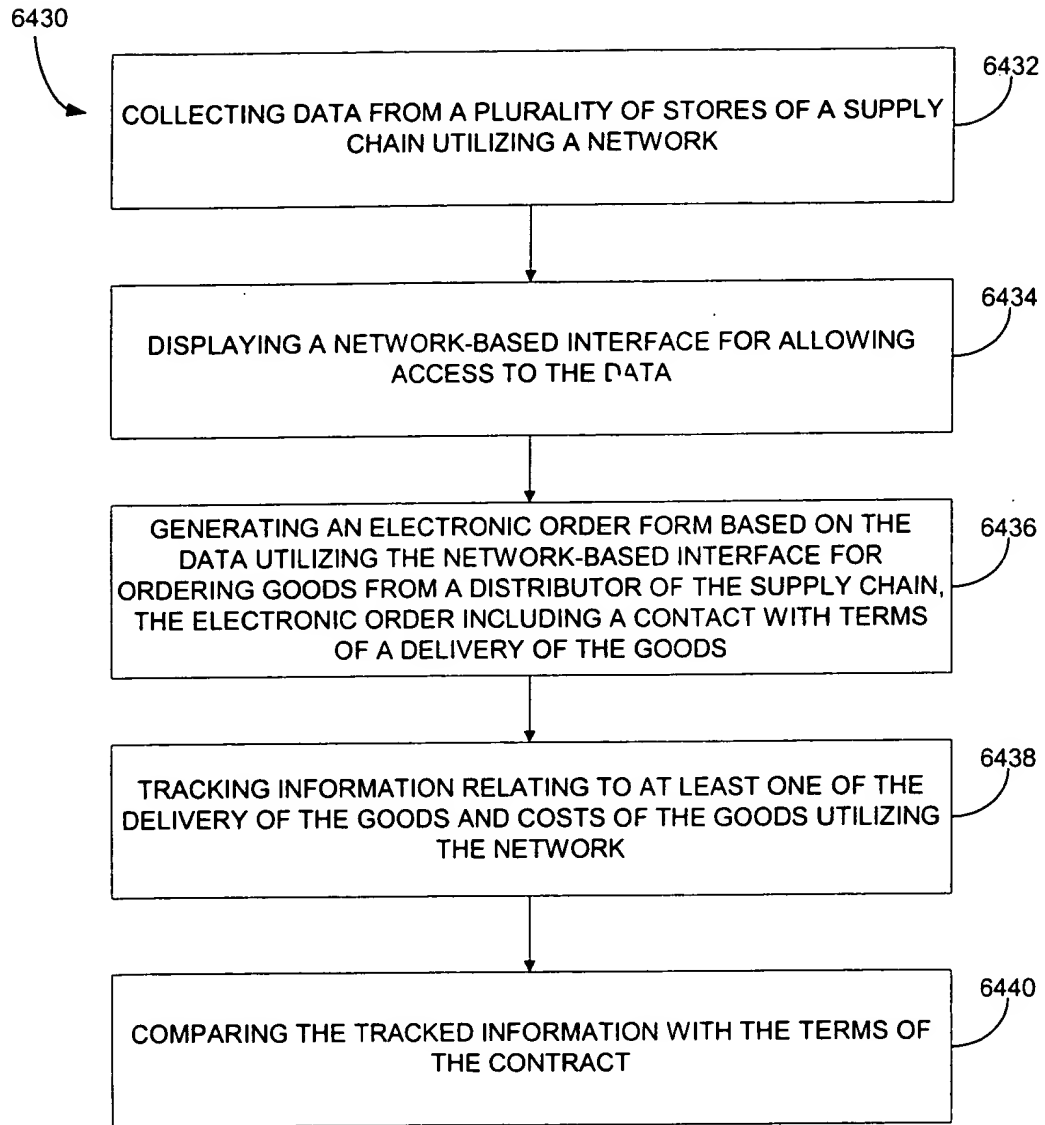 6430
6432
COLLECTING DATA FROM A PLURALITY OF STORES OF A SUPPLY
CHAIN UTILIZING A NETWORK
6434
DISPLAYING A NETWORK-BASED INTERFACE FOR ALLOWING
ACCESS TO THE DATA
6436
GENERATING AN ELECTRONIC ORDER FORM BASED ON THE
DATA UTILIZING THE NETWORK-BASED INTERFACE FOR
ORDERING GOODS FROM A DISTRIBUTOR OF THE SUPPLY CHAIN,
THE ELECTRONIC ORDER INCLUDING A CONTACT WITH TERMS
OF A DELIVERY OF THE GOODS
6438
TRACKING INFORMATION RELATING TO AT LEAST ONE OF THE
DELIVERY OF THE GOODS AND COSTS OF THE GOODS UTILIZING
THE NETWORK
6440
COMPARING THE TRACKED INFORMATION WITH THE TERMS OF
THE CONTRACT